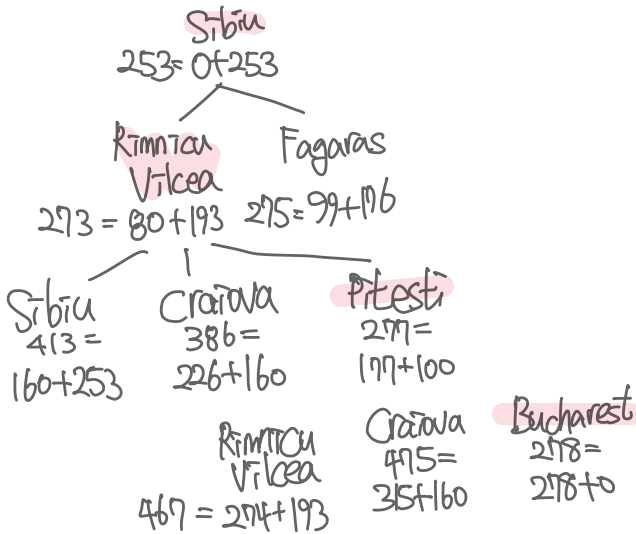 Sibiu
253=0+253
Rimnicu
Vilcea
273=80+193
Fagaras
275=99+176
Sibiu
413=
160+253
Craiova
386=
226+160
Pitesti
277=
177+100
Rimnicu
Vilcea
467=274+193
Craiova
475=
315+160
Bucharest
278=
278+0